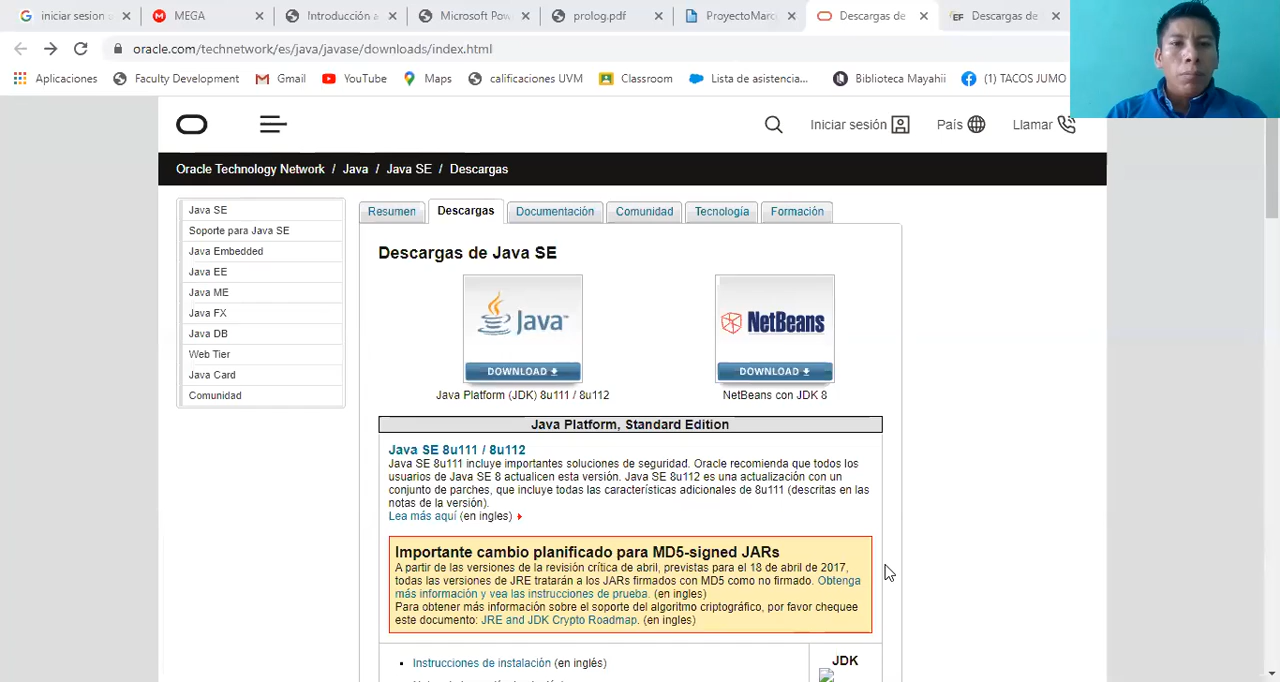 iniciar sesion
MEGA
Introducción a
Microsoft Pow
prolog.pdf
ProyectoMarc
Descargas de
EF Descargas de
oracle.com/technetwork/es/java/javase/downloads/index.html
Aplicaciones
Faculty Development
Gmail
YouTube
Maps
calificaciones UVM
Classroom
Lista de asistencia...
Biblioteca Mayahii
(1) TACOS JUMO
Iniciar sesión
País
Llamar
Oracle Technology Network / Java / Java SE / Descargas
Java SE
Soporte para Java SE
Java Embedded
Java EE
Java ME
Java FX
Java DB
Web Tier
Java Card
Comunidad
Resumen
Descargas
Documentación
Comunidad
Tecnología
Formación
Descargas de Java SE
Java™
DOWNLOAD
Java Platform (JDK) 8u111 / 8u112
NetBeans
DOWNLOAD
NetBeans con JDK 8
Java Platform, Standard Edition
Java SE 8u111 / 8u112
Java SE 8u111 incluye importantes soluciones de seguridad. Oracle recomienda que todos los
usuarios de Java SE 8 actualicen esta versión. Java SE 8u112 es una actualización con un
conjunto de parches, que incluye todas las características adicionales de 8u111 (descritas en las
notas de la versión).
Lea más aquí (en ingles)
Importante cambio planificado para MD5-signed JARs
A partir de las versiones de la revisión crítica de abril, previstas para el 18 de abril de 2017,
todas las versiones de JRE tratarán a los JARs firmados con MD5 como no firmado. Obtenga
más información y vea las instrucciones de prueba. (en ingles)
Para obtener más información sobre el soporte del algoritmo criptográfico, por favor chequee
este documento: JRE and JDK Crypto Roadmap. (en ingles)
Instrucciones de instalación (en inglés)
JDK